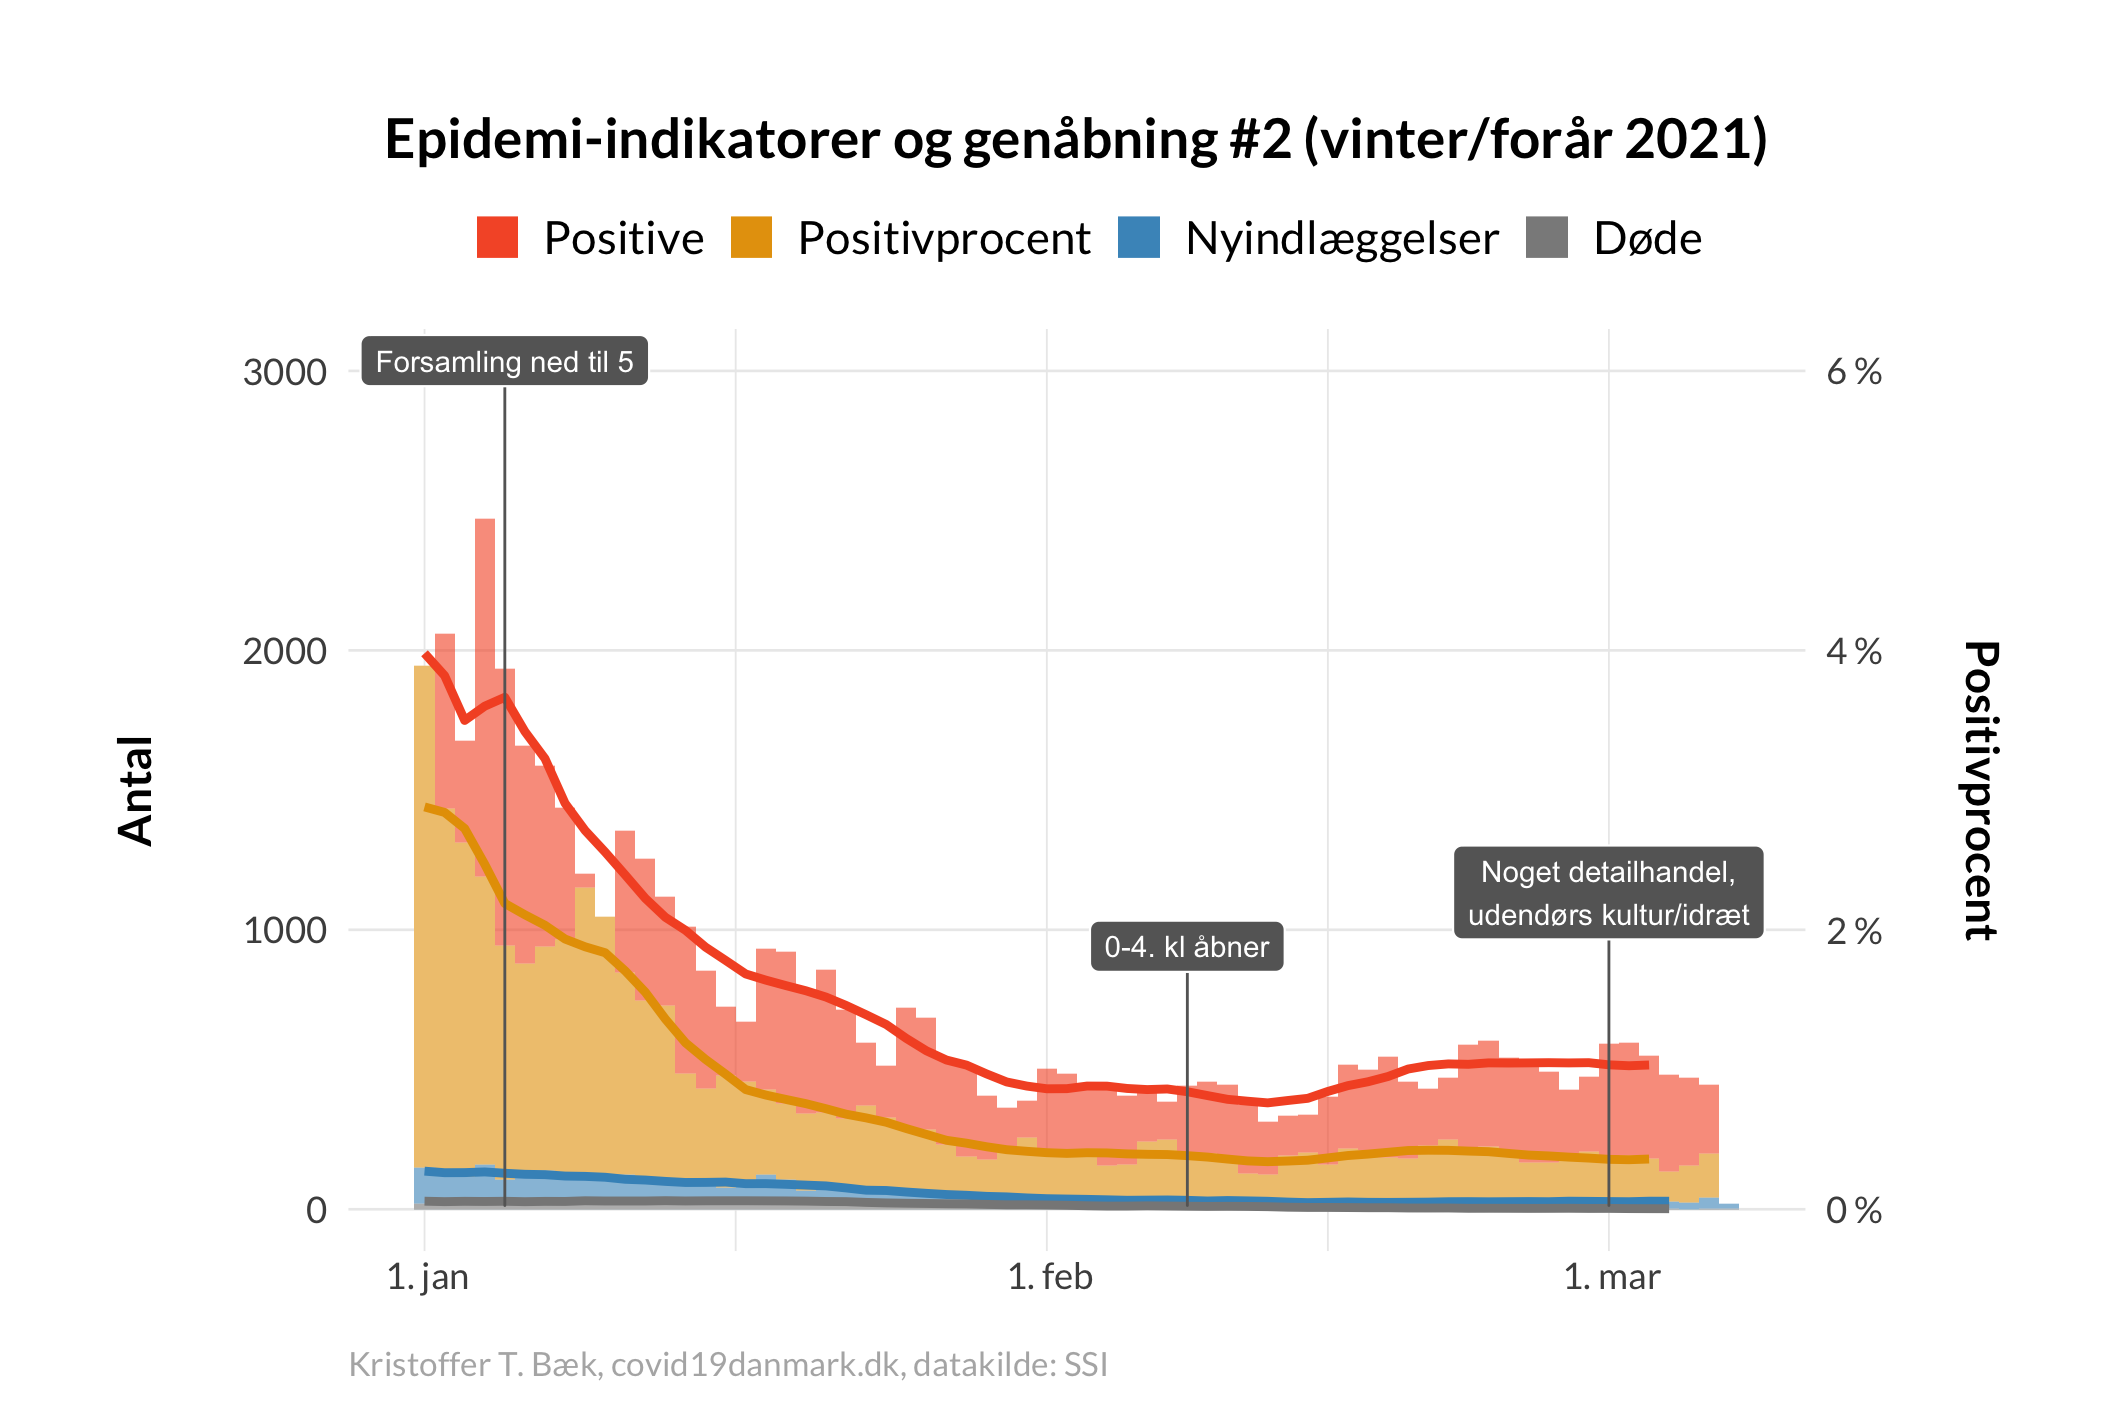 Epidemi-indikatorer og genåbning #2 (vinter/forår 2021)
Positive
Positivprocent
Nyindlæggelser
Døde
Forsamling ned til 5
3000
2000
1000
0
6 %
4 %
2 %
0 %
Antal
Positivprocent
0-4. kl åbner
Noget detailhandel,
udendørs kultur/idræt
1. jan
1. feb
1. mar
Kristoffer T. Bæk, covid19danmark.dk, datakilde: SSI